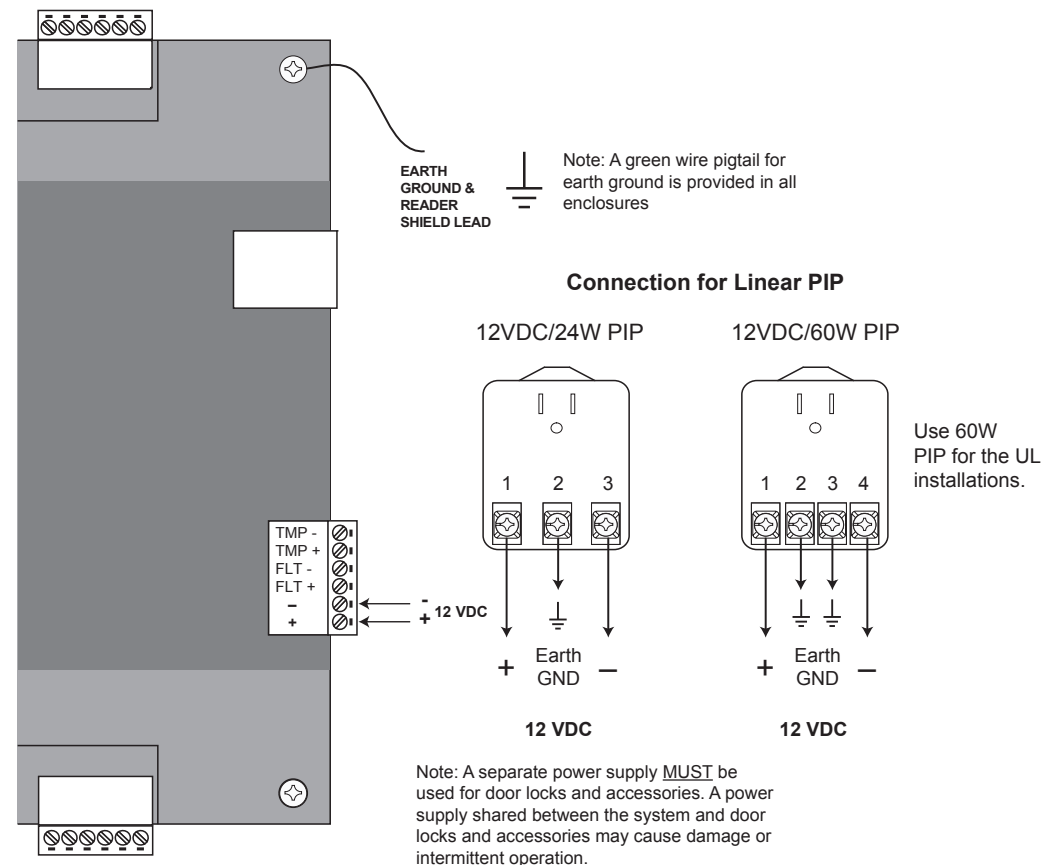 EARTH
GROUND &
READER
SHIELD LEAD
Note: A green wire pigtail for
earth ground is provided in all
enclosures
Connection for Linear PIP
12VDC/24W PIP
12VDC/60W PIP
1 2 3
1 2 3 4
Use 60W
PIP for the UL
installations.
TMP -
TMP +
FLT -
FLT +
–
+
-
+ 12 VDC
+ Earth –
GND
12 VDC
+ Earth –
GND
12 VDC
Note: A separate power supply MUST be
used for door locks and accessories. A power
supply shared between the system and door
locks and accessories may cause damage or
intermittent operation.